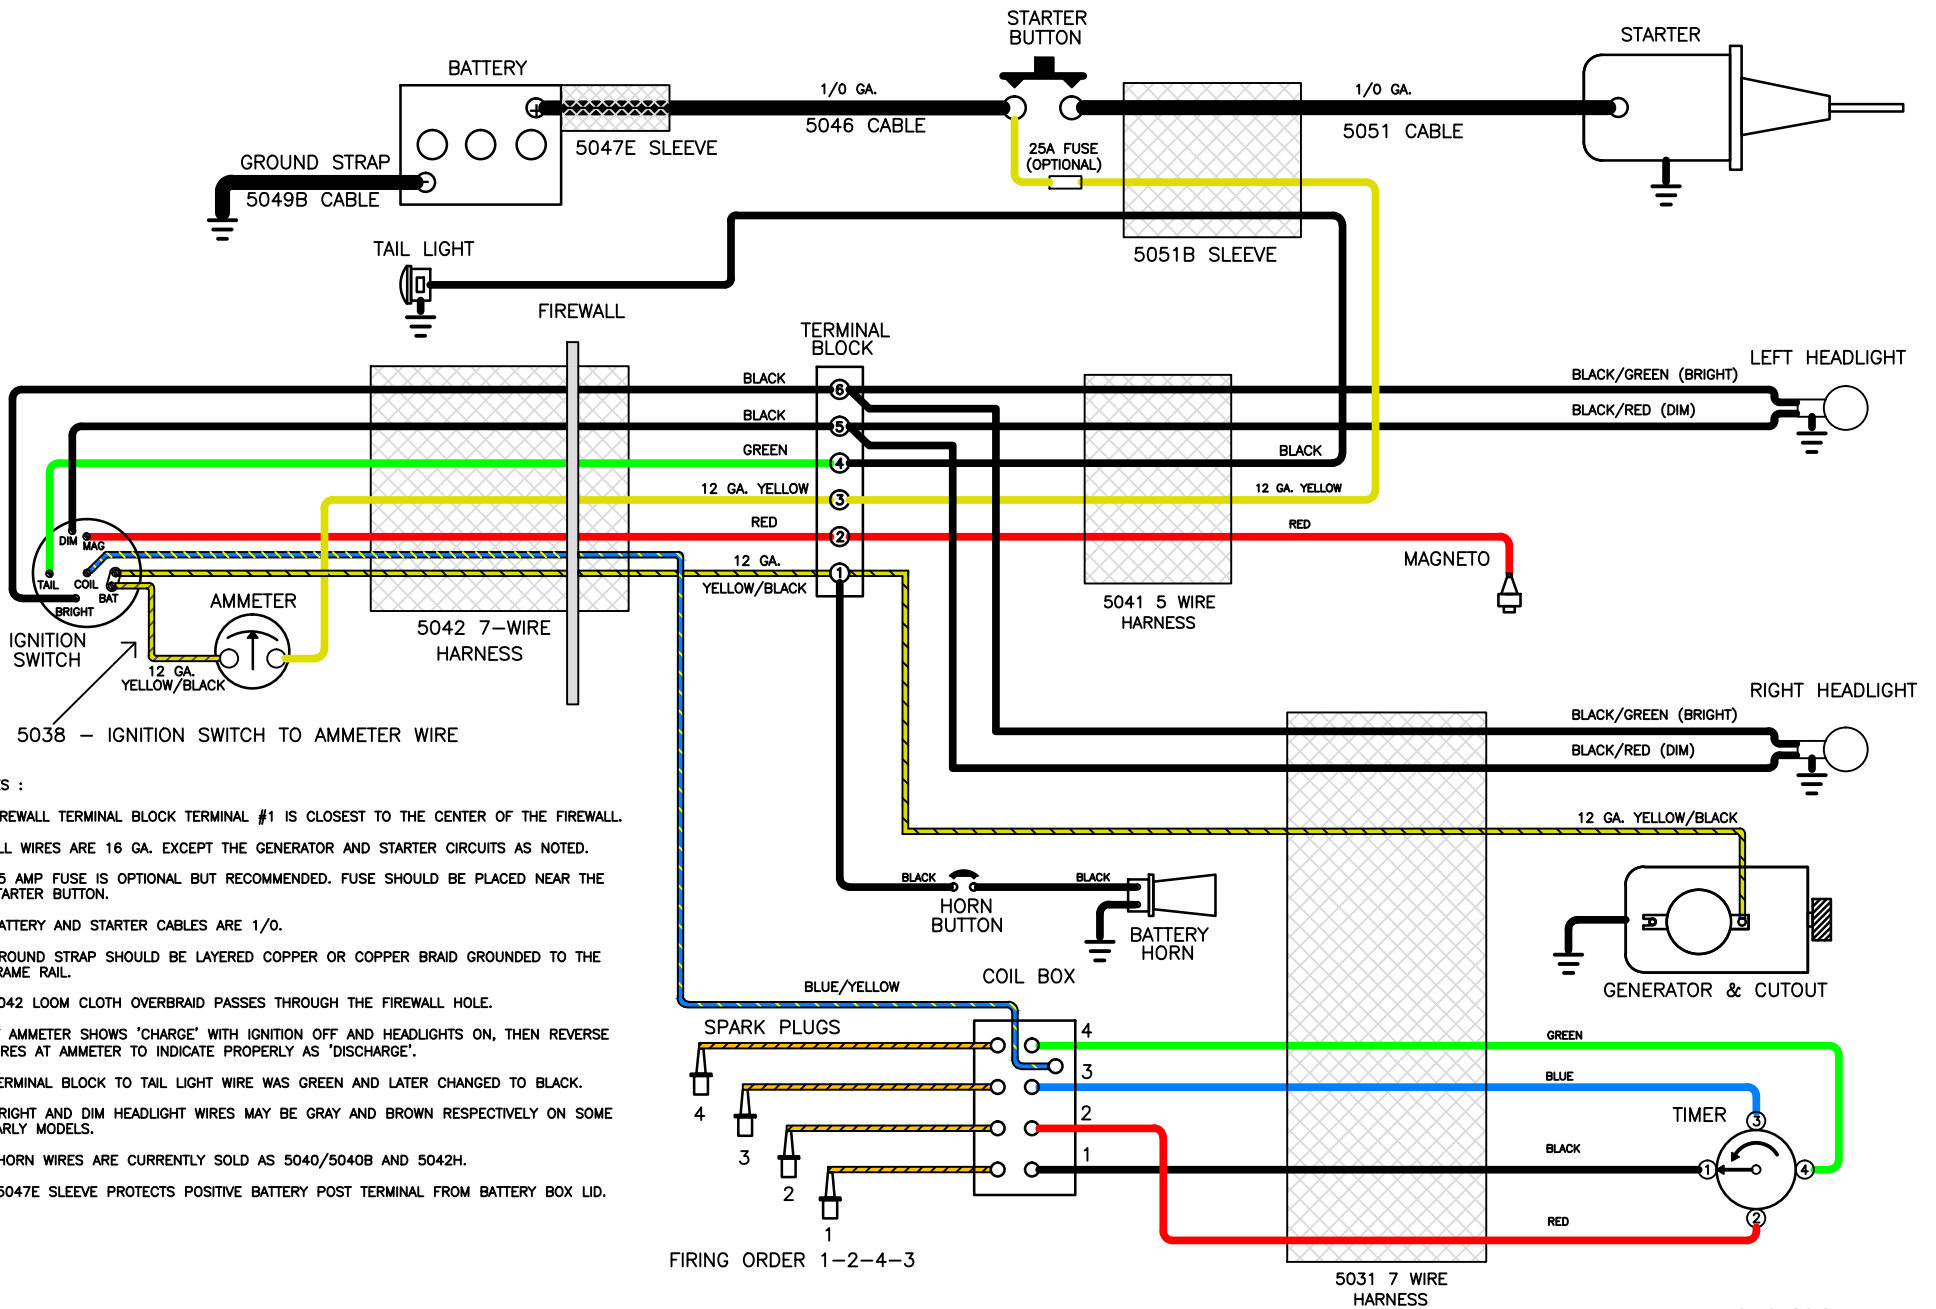 STARTER
BUTTON
STARTER
BATTERY
1/0 GA.
5046 CABLE
1/0 GA.
5051 CABLE
5047E SLEEVE
25A FUSE
(OPTIONAL)
GROUND STRAP
5049B CABLE
5051B SLEEVE
TAIL LIGHT
FIREWALL
TERMINAL
BLOCK
LEFT HEADLIGHT
BLACK
6
BLACK/GREEN (BRIGHT)
BLACK
5
BLACK/RED (DIM)
GREEN
4
BLACK
12 GA. YELLOW
3
12 GA. YELLOW
RED
2
RED
MAGNETO
12 GA.
YELLOW/BLACK
1
DIM
MAG
TAIL
COIL
BAT
BRIGHT
IGNITION
SWITCH
AMMETER
12 GA.
YELLOW/BLACK
5042 7-WIRE
HARNESS
5041 5 WIRE
HARNESS
5038 - IGNITION SWITCH TO AMMETER WIRE
RIGHT HEADLIGHT
BLACK/GREEN (BRIGHT)
BLACK/RED (DIM)
12 GA. YELLOW/BLACK
ES :
REWALL TERMINAL BLOCK TERMINAL #1 IS CLOSEST TO THE CENTER OF THE FIREWALL.
LL WIRES ARE 16 GA. EXCEPT THE GENERATOR AND STARTER CIRCUITS AS NOTED.
5 AMP FUSE IS OPTIONAL BUT RECOMMENDED. FUSE SHOULD BE PLACED NEAR THE
TARTER BUTTON.
ATTERY AND STARTER CABLES ARE 1/0.
ROUND STRAP SHOULD BE LAYERED COPPER OR COPPER BRAID GROUNDED TO THE
RAME RAIL.
042 LOOM CLOTH OVERBRAID PASSES THROUGH THE FIREWALL HOLE.
AMMETER SHOWS 'CHARGE' WITH IGNITION OFF AND HEADLIGHTS ON, THEN REVERSE
RES AT AMMETER TO INDICATE PROPERLY AS 'DISCHARGE'.
ERMINAL BLOCK TO TAIL LIGHT WIRE WAS GREEN AND LATER CHANGED TO BLACK.
RIGHT AND DIM HEADLIGHT WIRES MAY BE GRAY AND BROWN RESPECTIVELY ON SOME
ARLY MODELS.
HORN WIRES ARE CURRENTLY SOLD AS 5040/5040B AND 5042H.
5047E SLEEVE PROTECTS POSITIVE BATTERY POST TERMINAL FROM BATTERY BOX LID.
BLACK
BLACK
HORN
BUTTON
BATTERY
HORN
GENERATOR & CUTOUT
BLUE/YELLOW
COIL BOX
SPARK PLUGS
4
3
2
1
4
3
2
1
FIRING ORDER 1-2-4-3
GREEN
BLUE
BLACK
RED
TIMER
3
1
4
2
5031 7 WIRE
HARNESS